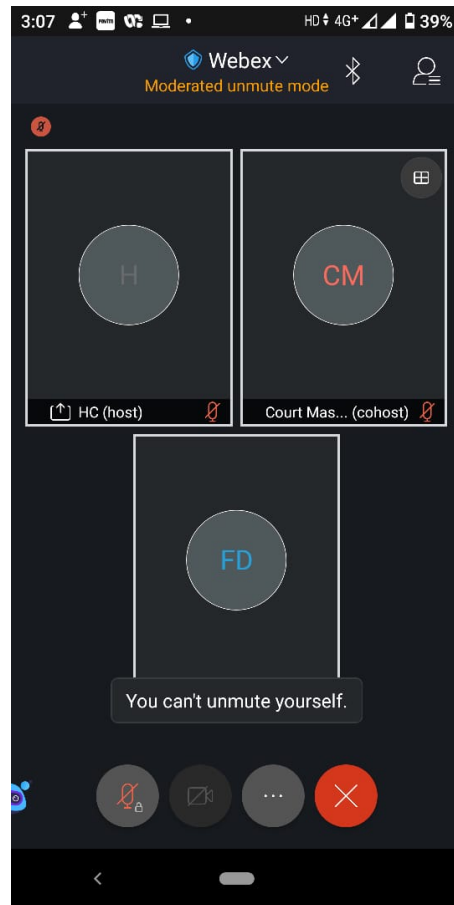 3:07 paytm HD 4G+ 39%
Webex
Moderated unmute mode
H
CM
HC (host)
Court Mas... (cohost)
FD
You can't unmute yourself.